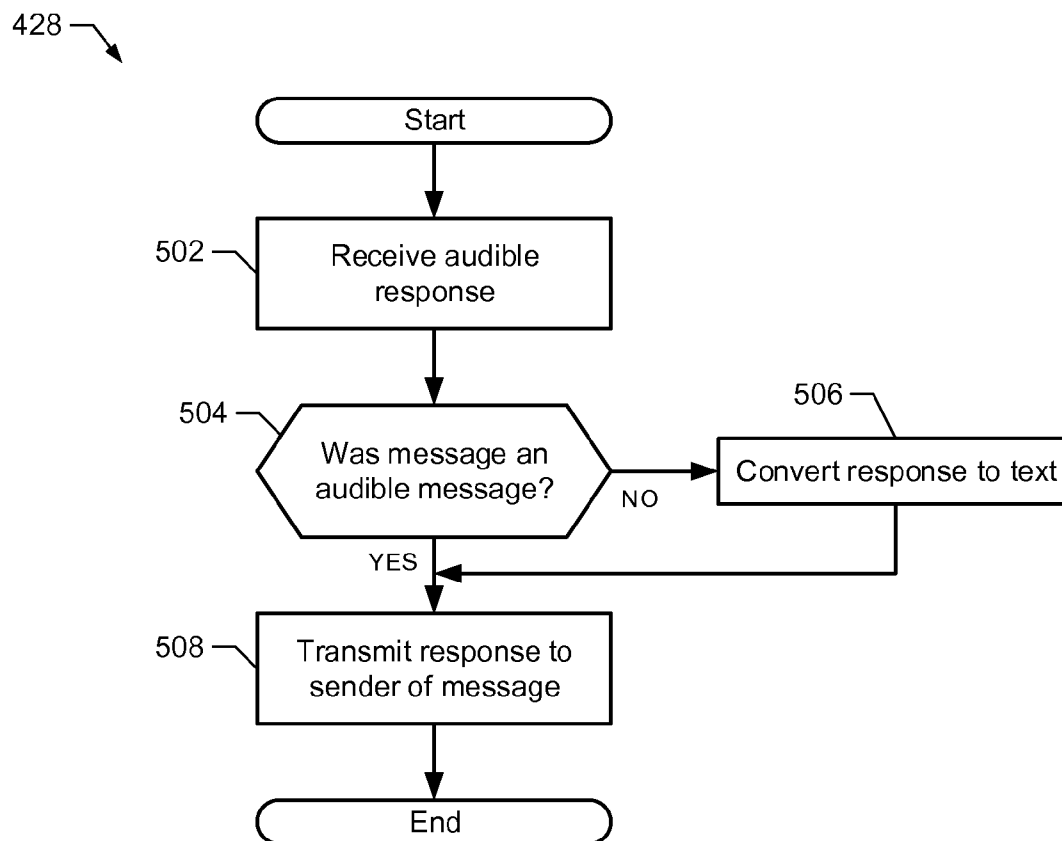 428
Start
502
Receive audible
response
504
Was message an
audible message?
NO
506
Convert response to text
YES
508
Transmit response to
sender of message
End